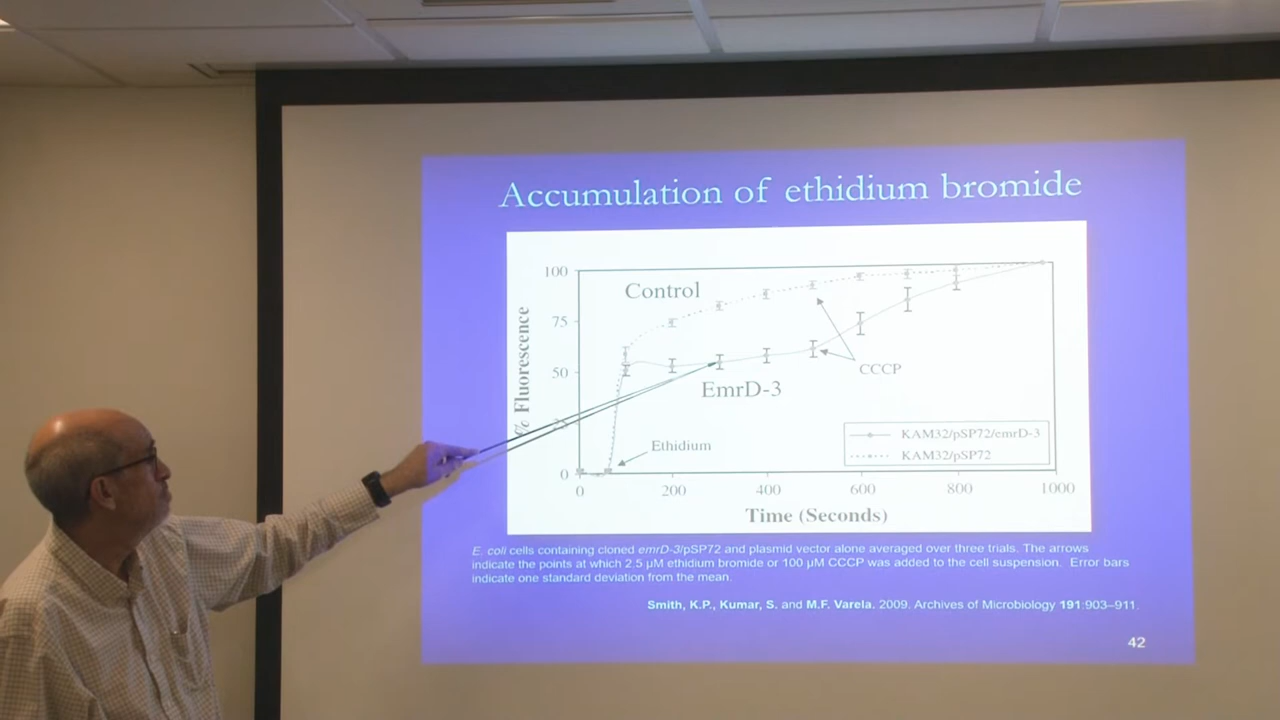 Accumulation of ethidium bromide
100
Control
75
% Fluorescence
CCCP
50
EmrD-3
25
KAM32/pSP72/emrD-3
Ethidium
KAM32/pSP72
0
0 200 400 600 800 1000
Time (Seconds)
E. coli cells containing cloned emrD-3/pSP72 and plasmid vector alone averaged over three trials. The arrows
indicate the points at which 2.5 µM ethidium bromide or 100 µM CCCP was added to the cell suspension. Error bars
indicate one standard deviation from the mean.
Smith, K.P., Kumar, S. and M.F. Varela. 2009. Archives of Microbiology 191:903–911.
42